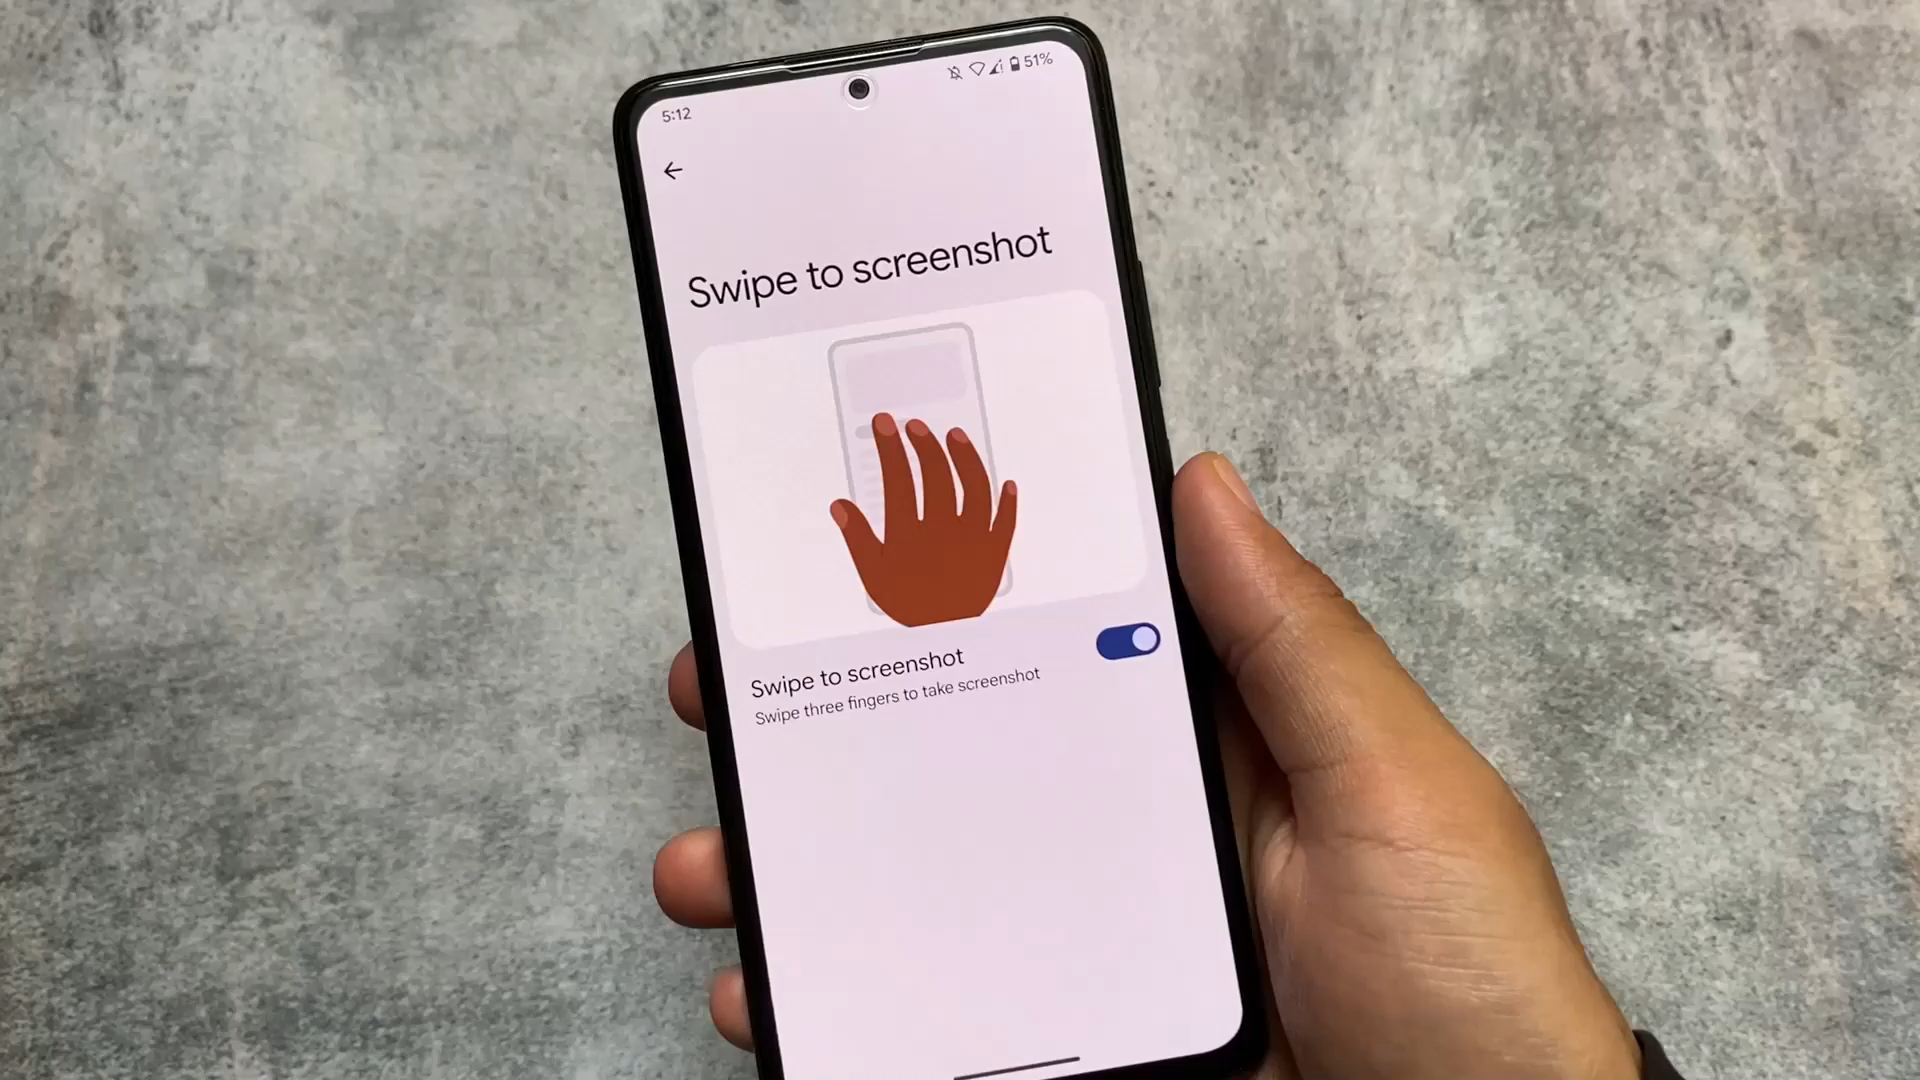 5:12
51%
Swipe to screenshot
Swipe to screenshot
Swipe three fingers to take screenshot